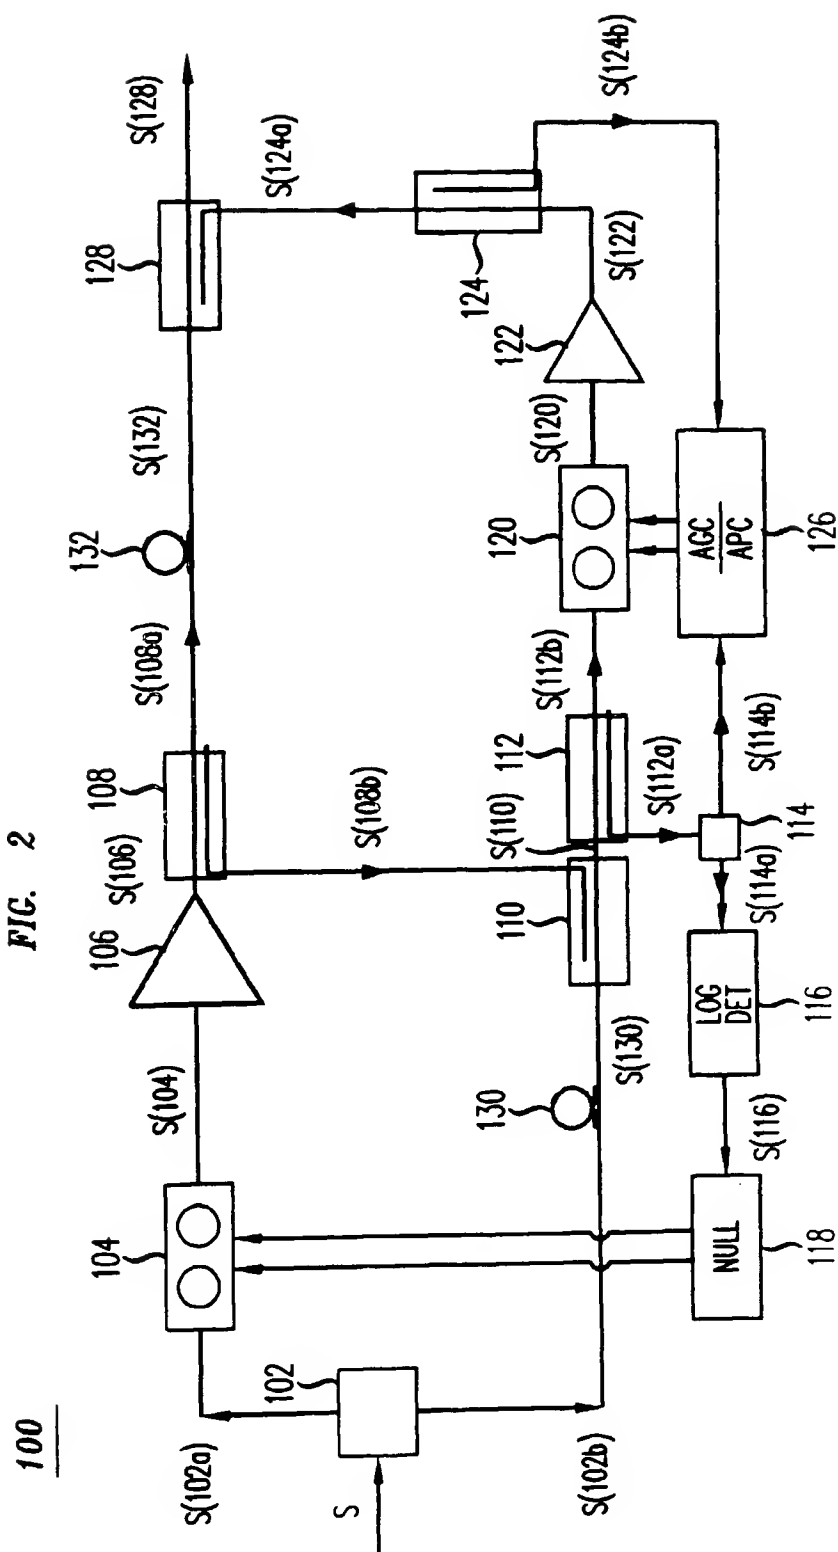 FIG. 2
100
S
102
S(102a)
S(102b)
104
S(104)
106
S(106)
108
S(108a)
S(108b)
132
S(132)
128
S(128)
S(124a)
S(124b)
124
S(122)
122
S(120)
120
S(112b)
112
S(110)
S(112a)
110
S(130)
130
114
S(114a)
S(114b)
AGC
APC
126
LOG
DET
116
S(116)
NULL
118